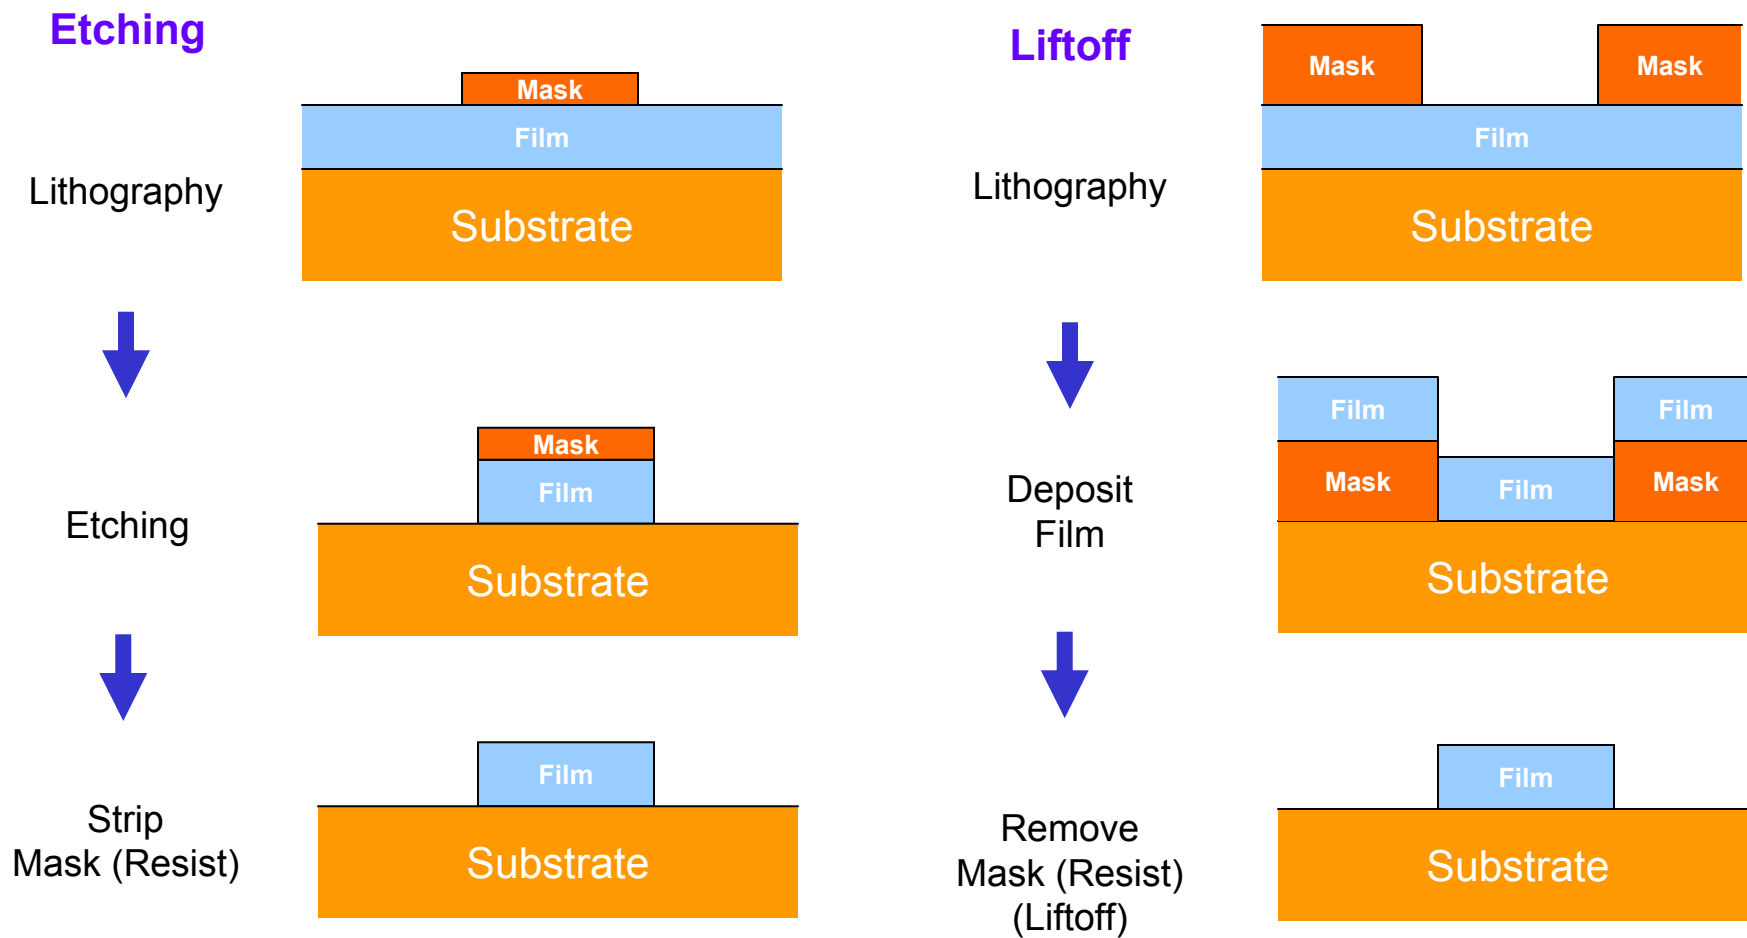 Etching
Mask
Film
Lithography
Substrate
Mask
Film
Etching
Substrate
Film
Strip
Mask (Resist)
Substrate
Liftoff
Mask Mask
Film
Lithography
Substrate
Film Film
Mask Film Mask
Deposit
Film
Substrate
Film
Remove
Mask (Resist)
(Liftoff)
Substrate